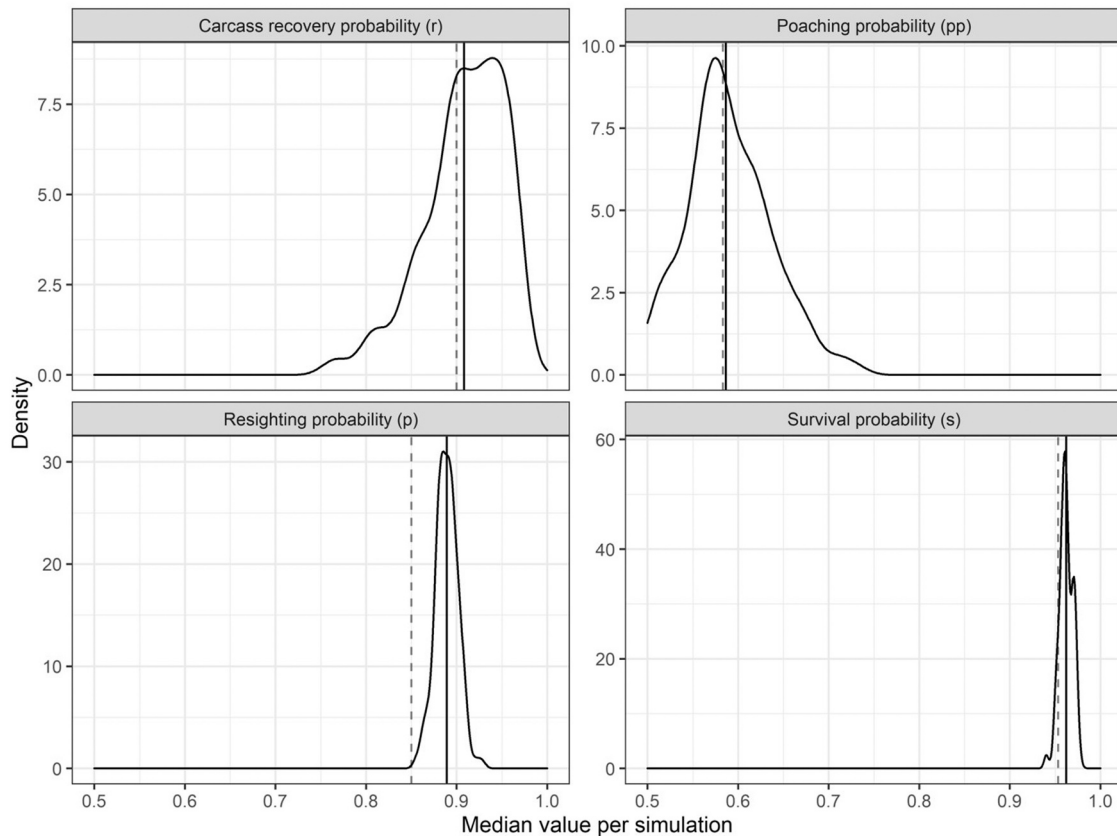 Carcass recovery probability (r)
Poaching probability (pp)
7.5
5.0
2.5
0.0
10.0
7.5
5.0
2.5
0.0
Density
Resighting probability (p)
Survival probability (s)
30
20
10
0
60
40
20
0
0.5 0.6 0.7 0.8 0.9 1.0
0.5 0.6 0.7 0.8 0.9 1.0
Median value per simulation